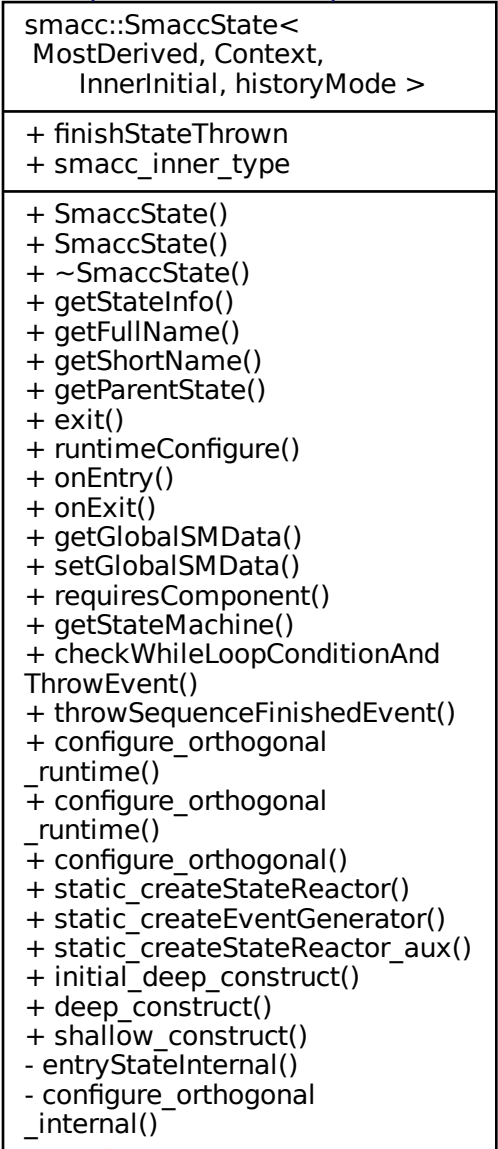 smacc::SmaccState<
MostDerived, Context,
InnerInitial, historyMode >
+ finishStateThrown
+ smacc_inner_type
+ SmaccState()
+ SmaccState()
+ ~SmaccState()
+ getStateInfo()
+ getFullName()
+ getShortName()
+ getParentState()
+ exit()
+ runtimeConfigure()
+ onEntry()
+ onExit()
+ getGlobalSMData()
+ setGlobalSMData()
+ requiresComponent()
+ getStateMachine()
+ checkWhileLoopConditionAnd
ThrowEvent()
+ throwSequenceFinishedEvent()
+ configure_orthogonal
_runtime()
+ configure_orthogonal
_runtime()
+ configure_orthogonal()
+ static_createStateReactor()
+ static_createEventGenerator()
+ static_createStateReactor_aux()
+ initial_deep_construct()
+ deep_construct()
+ shallow_construct()
- entryStateInternal()
- configure_orthogonal
_internal()